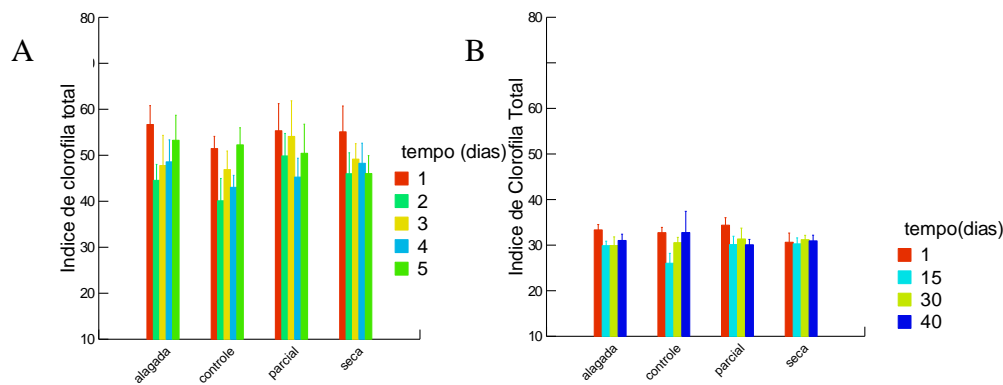 A
Indice de clorofila total
80
60
50
40
30
20
10
alagada
controle
parcial
seca
tempo (dias)
1
2
3
4
5
B
Indice de Clorofila Total
80
60
50
40
30
20
10
alagada
controle
parcial
seca
tempo(dias)
1
15
30
40